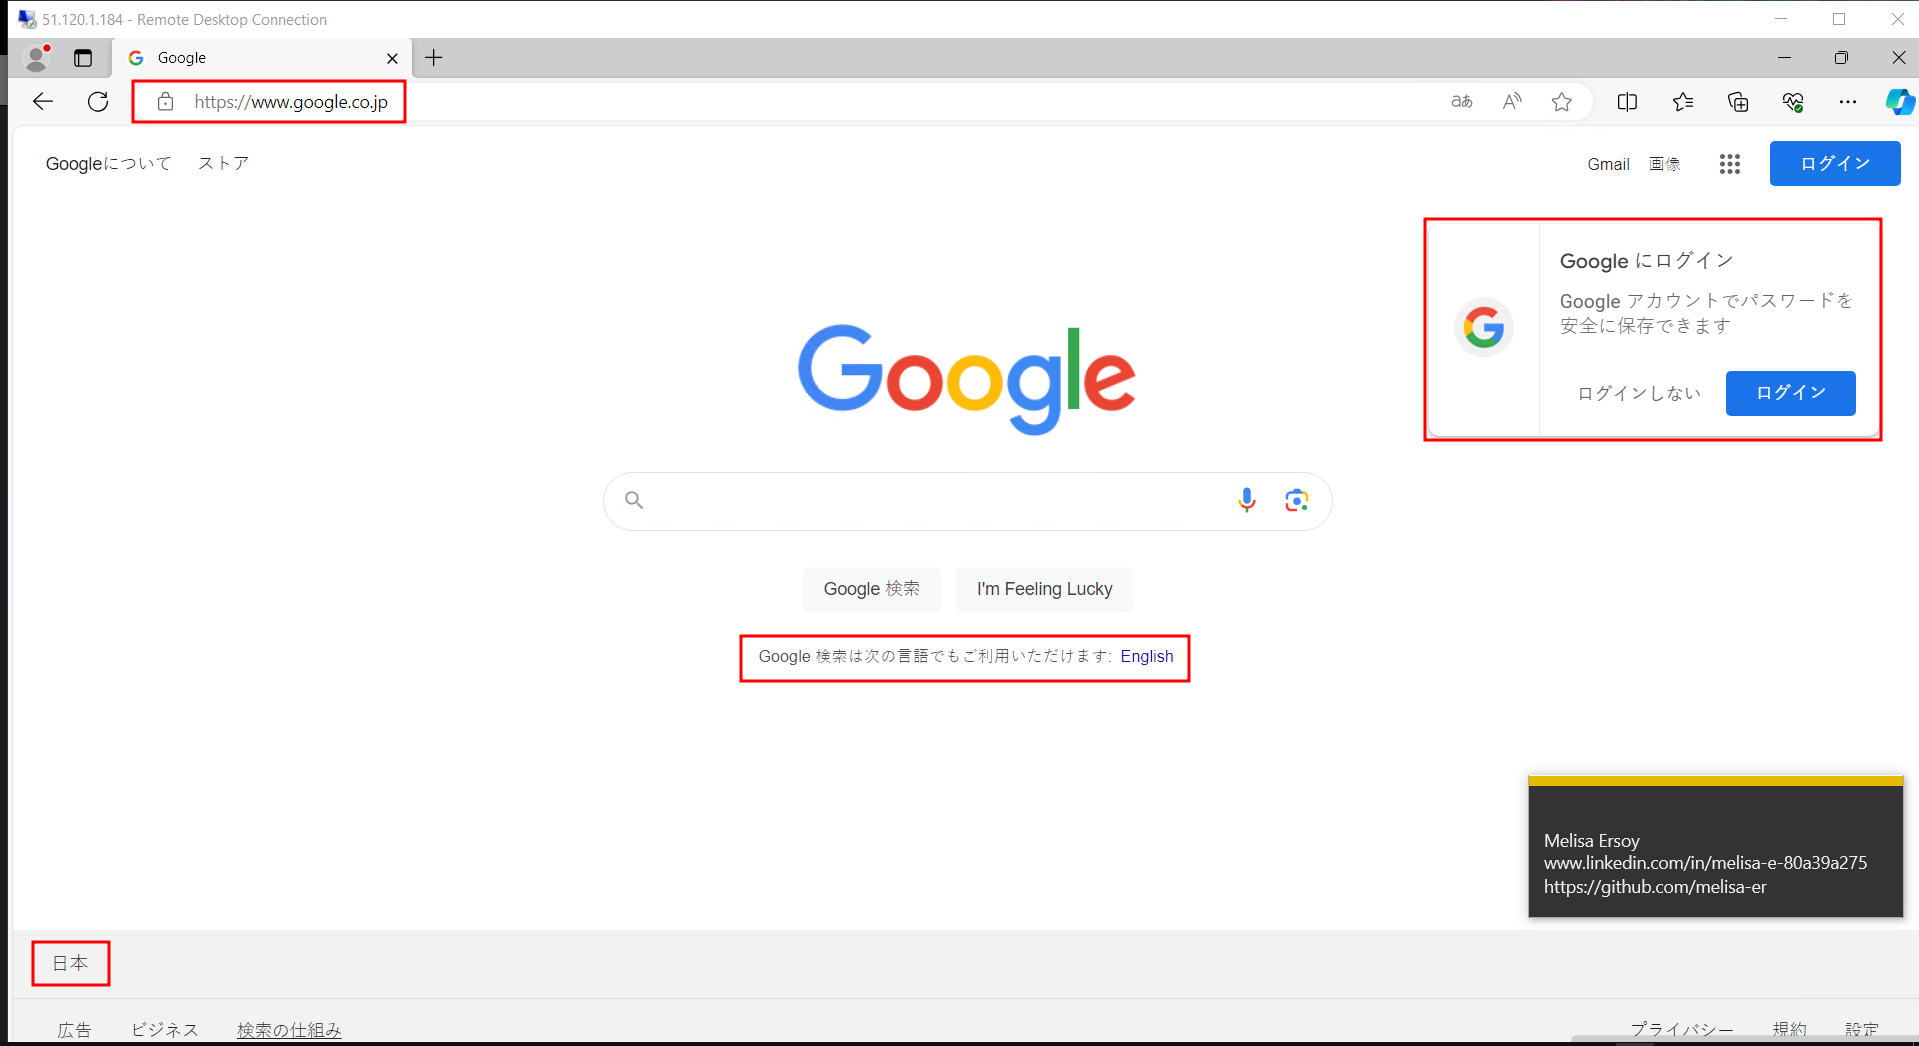 51.120.1.184 - Remote Desktop Connection
Google
https://www.google.co.jp
aあ
Googleについて ストア
Gmail 画像 ログイン
Google にログイン
Google アカウントでパスワードを
安全に保存できます
ログインしない ログイン
Google
Google 検索 I'm Feeling Lucky
Google 検索は次の言語でもご利用いただけます: English
Melisa Ersoy
www.linkedin.com/in/melisa-e-80a39a275
https://github.com/melisa-er
日本
広告 ビジネス 検索の仕組み プライバシー 規約 設定